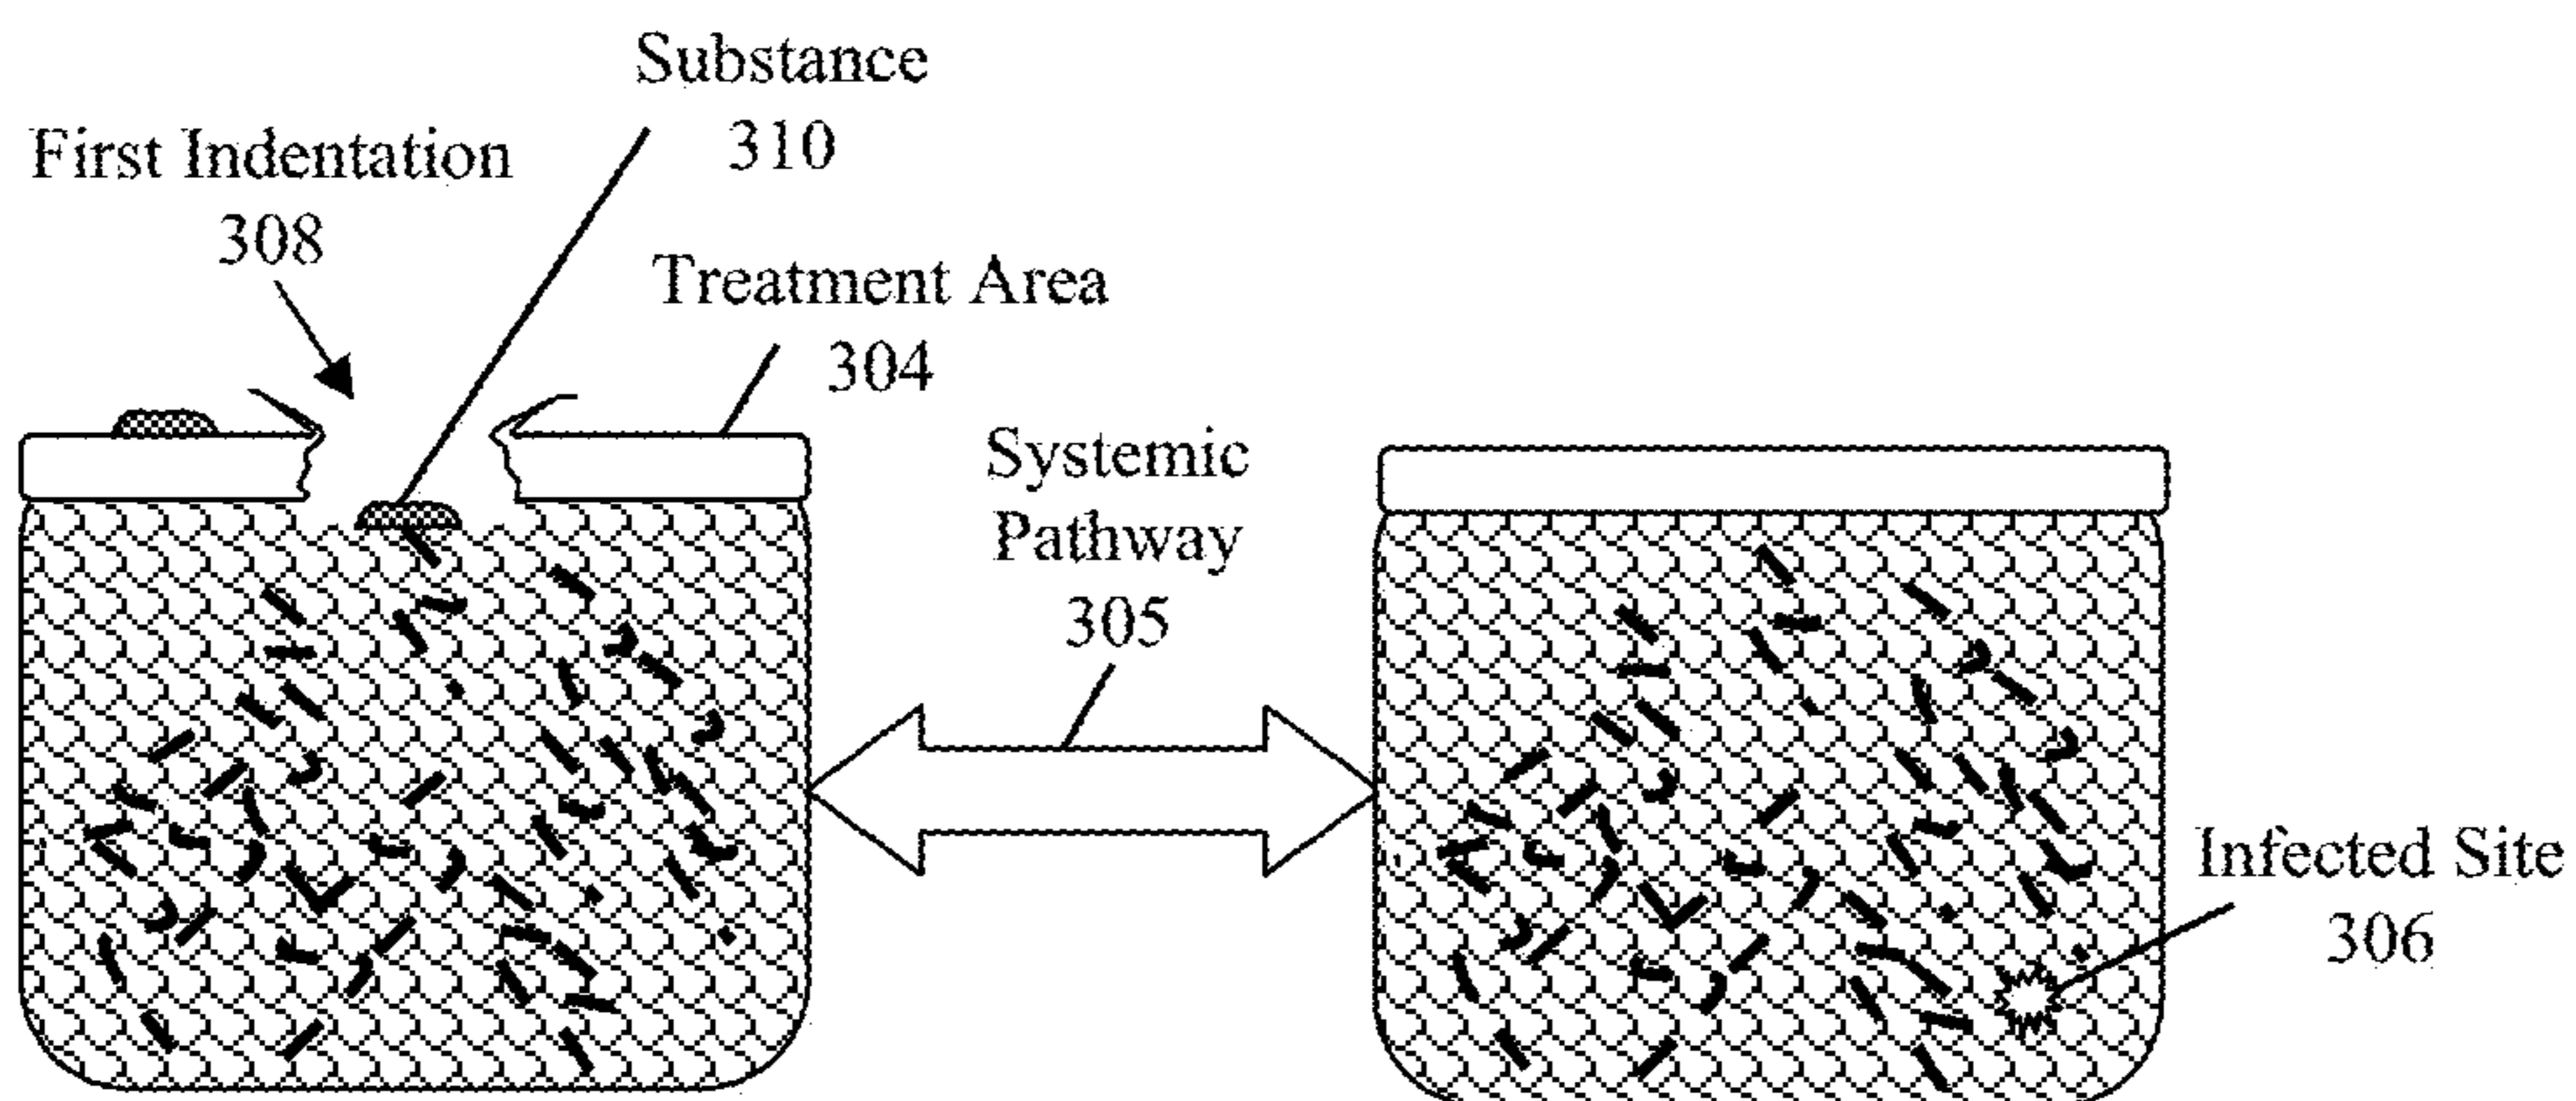 Substance
310
First Indentation
308
Treatment Area
304
Systemic
Pathway
305
Infected Site
306